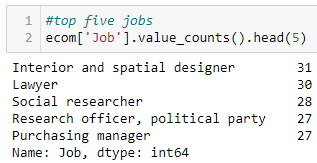 1 #top five jobs
2 ecom['Job'].value_counts().head(5)
Interior and spatial designer 31
Lawyer 30
Social researcher 28
Research officer, political party 27
Purchasing manager 27
Name: Job, dtype: int64